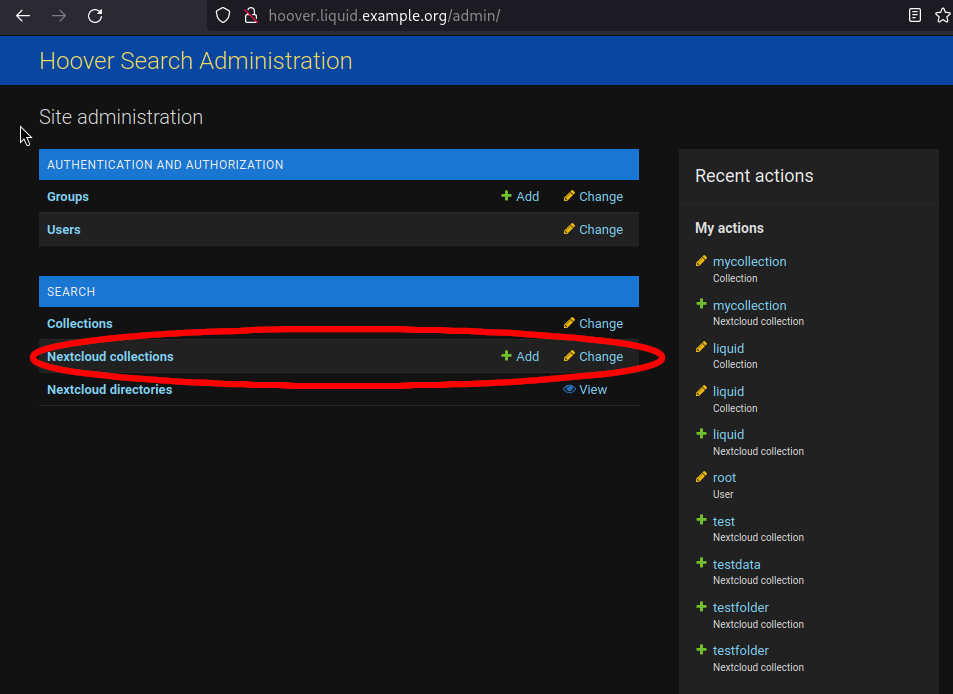 hoover.liquid.example.org/admin/
Hoover Search Administration
Site administration
AUTHENTICATION AND AUTHORIZATION
Groups Add Change
Users Change
SEARCH
Collections Change
Nextcloud collections Add Change
Nextcloud directories View
Recent actions
My actions
mycollection
Collection
mycollection
Nextcloud collection
liquid
Collection
liquid
Collection
liquid
Nextcloud collection
root
User
test
Nextcloud collection
testdata
Nextcloud collection
testfolder
Nextcloud collection
testfolder
Nextcloud collection